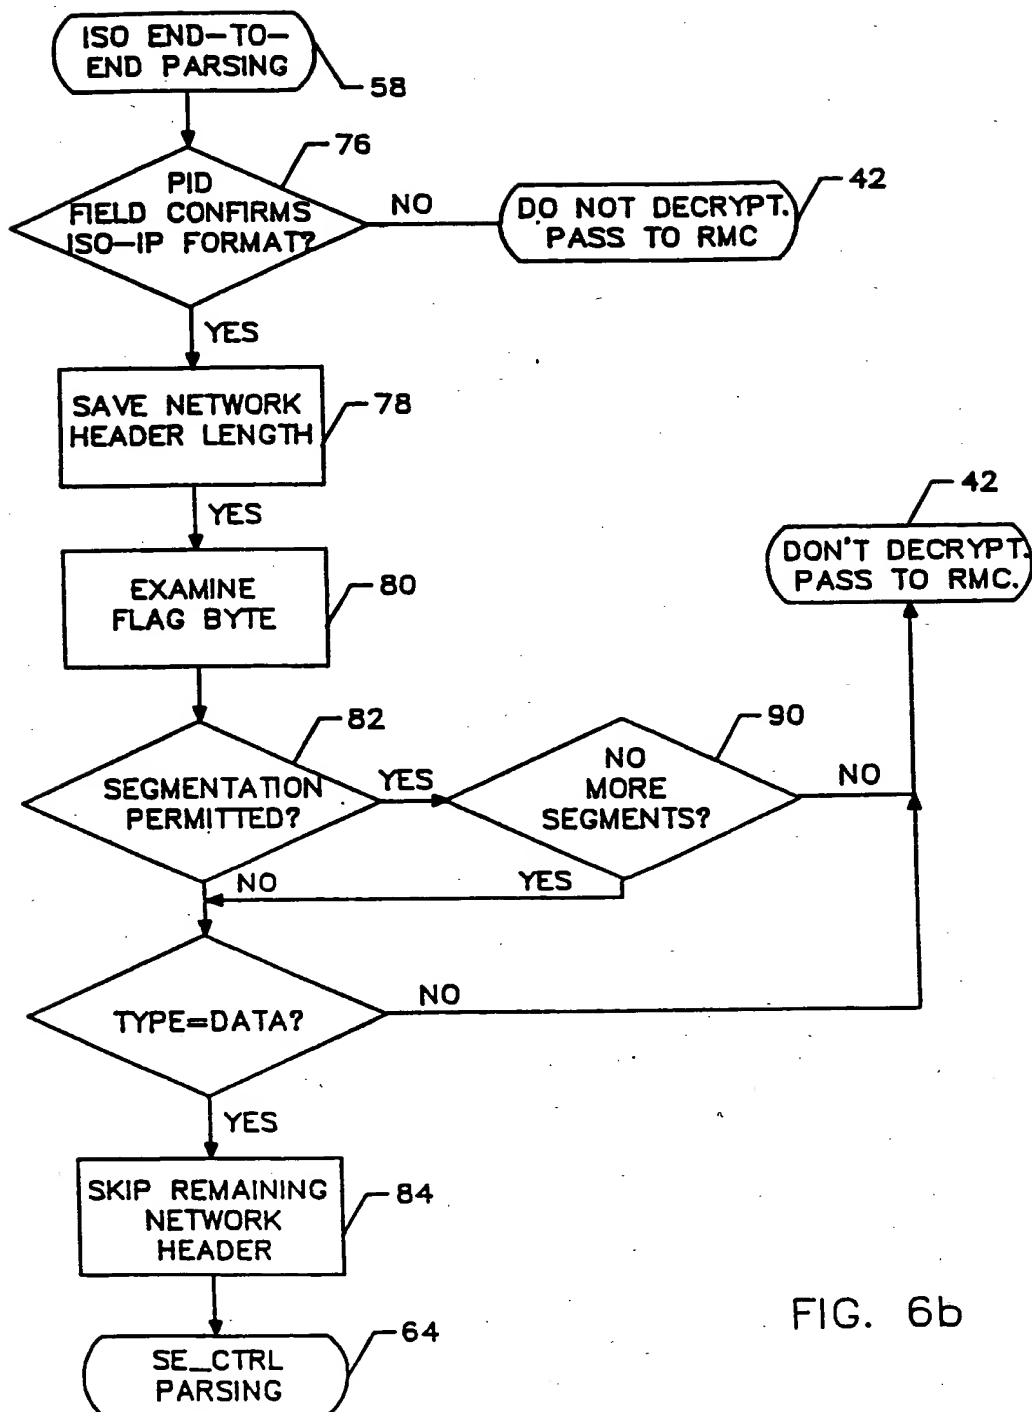 ISO END-TO-
END PARSING
58
76
PID
FIELD CONFIRMS
ISO-IP FORMAT?
NO
DO NOT DECRYPT.
PASS TO RMC
42
YES
SAVE NETWORK
HEADER LENGTH
78
YES
42
DON'T DECRYPT.
PASS TO RMC.
EXAMINE
FLAG BYTE
80
82
SEGMENTATION
PERMITTED?
YES
90
NO
MORE
SEGMENTS?
NO
NO
YES
TYPE=DATA?
NO
YES
SKIP REMAINING
NETWORK
HEADER
84
SE_CTRL
PARSING
64
FIG. 6b